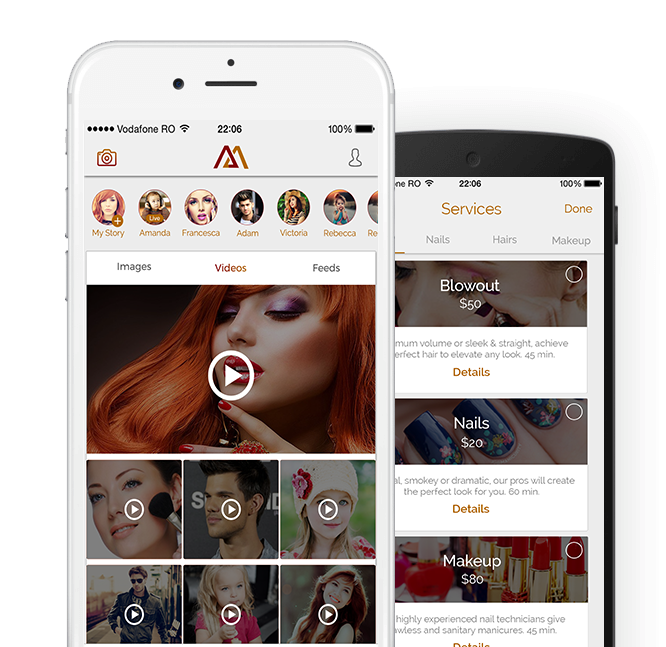 Vodafone RO
22:06
100%
My Story
Live
Amanda
Francesca
Adam
Victoria
Rebecca
Re
Images
Videos
Feeds
ne RO
22:06
100%
Services
Done
Nails
Hairs
Makeup
Blowout
$50
mum volume or sleek & straight, achieve
erfect hair to elevate any look. 45 min.
Details
Nails
$20
al, smokey or dramatic, our pros will create
the perfect look for you. 60 min.
Details
Makeup
$80
highly experienced nail technicians give
awless and sanitary manicures. 45 min.
Details